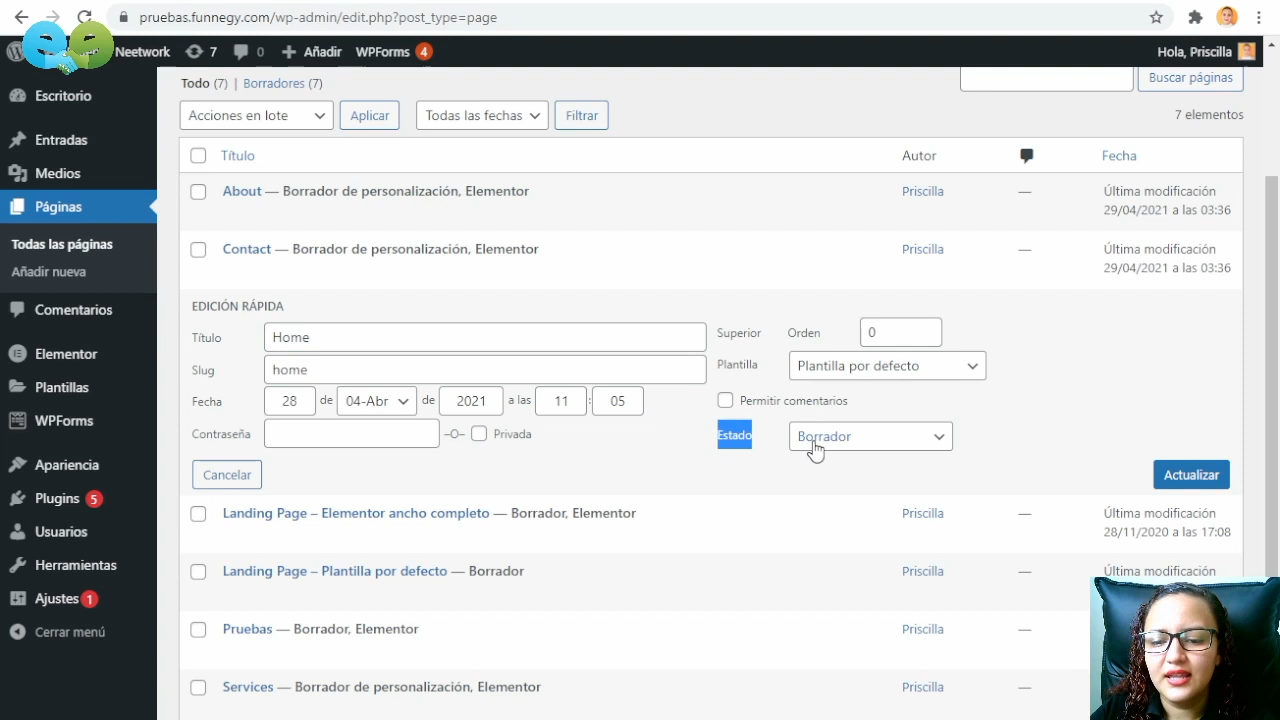 pruebas.funnegy.com/wp-admin/edit.php?post_type=page
Neetwork 7 0 Añadir WPForms 4 Hola, Priscilla
Escritorio
Entradas
Medios
Páginas
Todas las páginas
Añadir nueva
Comentarios
Elementor
Plantillas
WPForms
Apariencia
Plugins 5
Usuarios
Herramientas
Ajustes 1
Cerrar menú
Todo (7) | Borradores (7)
Buscar páginas
Acciones en lote Aplicar Todas las fechas Filtrar 7 elementos
Título Autor Fecha
About — Borrador de personalización, Elementor Priscilla — Última modificación
29/04/2021 a las 03:36
Contact — Borrador de personalización, Elementor Priscilla — Última modificación
29/04/2021 a las 03:36
EDICIÓN RÁPIDA
Título Home
Slug home
Fecha 28 de 04-Abr de 2021 a las 11 : 05
Contraseña –O– Privada
Superior Orden 0
Plantilla Plantilla por defecto
Permitir comentarios
Estado Borrador
Cancelar Actualizar
Landing Page – Elementor ancho completo — Borrador, Elementor Priscilla — Última modificación
28/11/2020 a las 17:08
Landing Page – Plantilla por defecto — Borrador Priscilla — Última modificación
Pruebas — Borrador, Elementor Priscilla —
Services — Borrador de personalización, Elementor Priscilla —